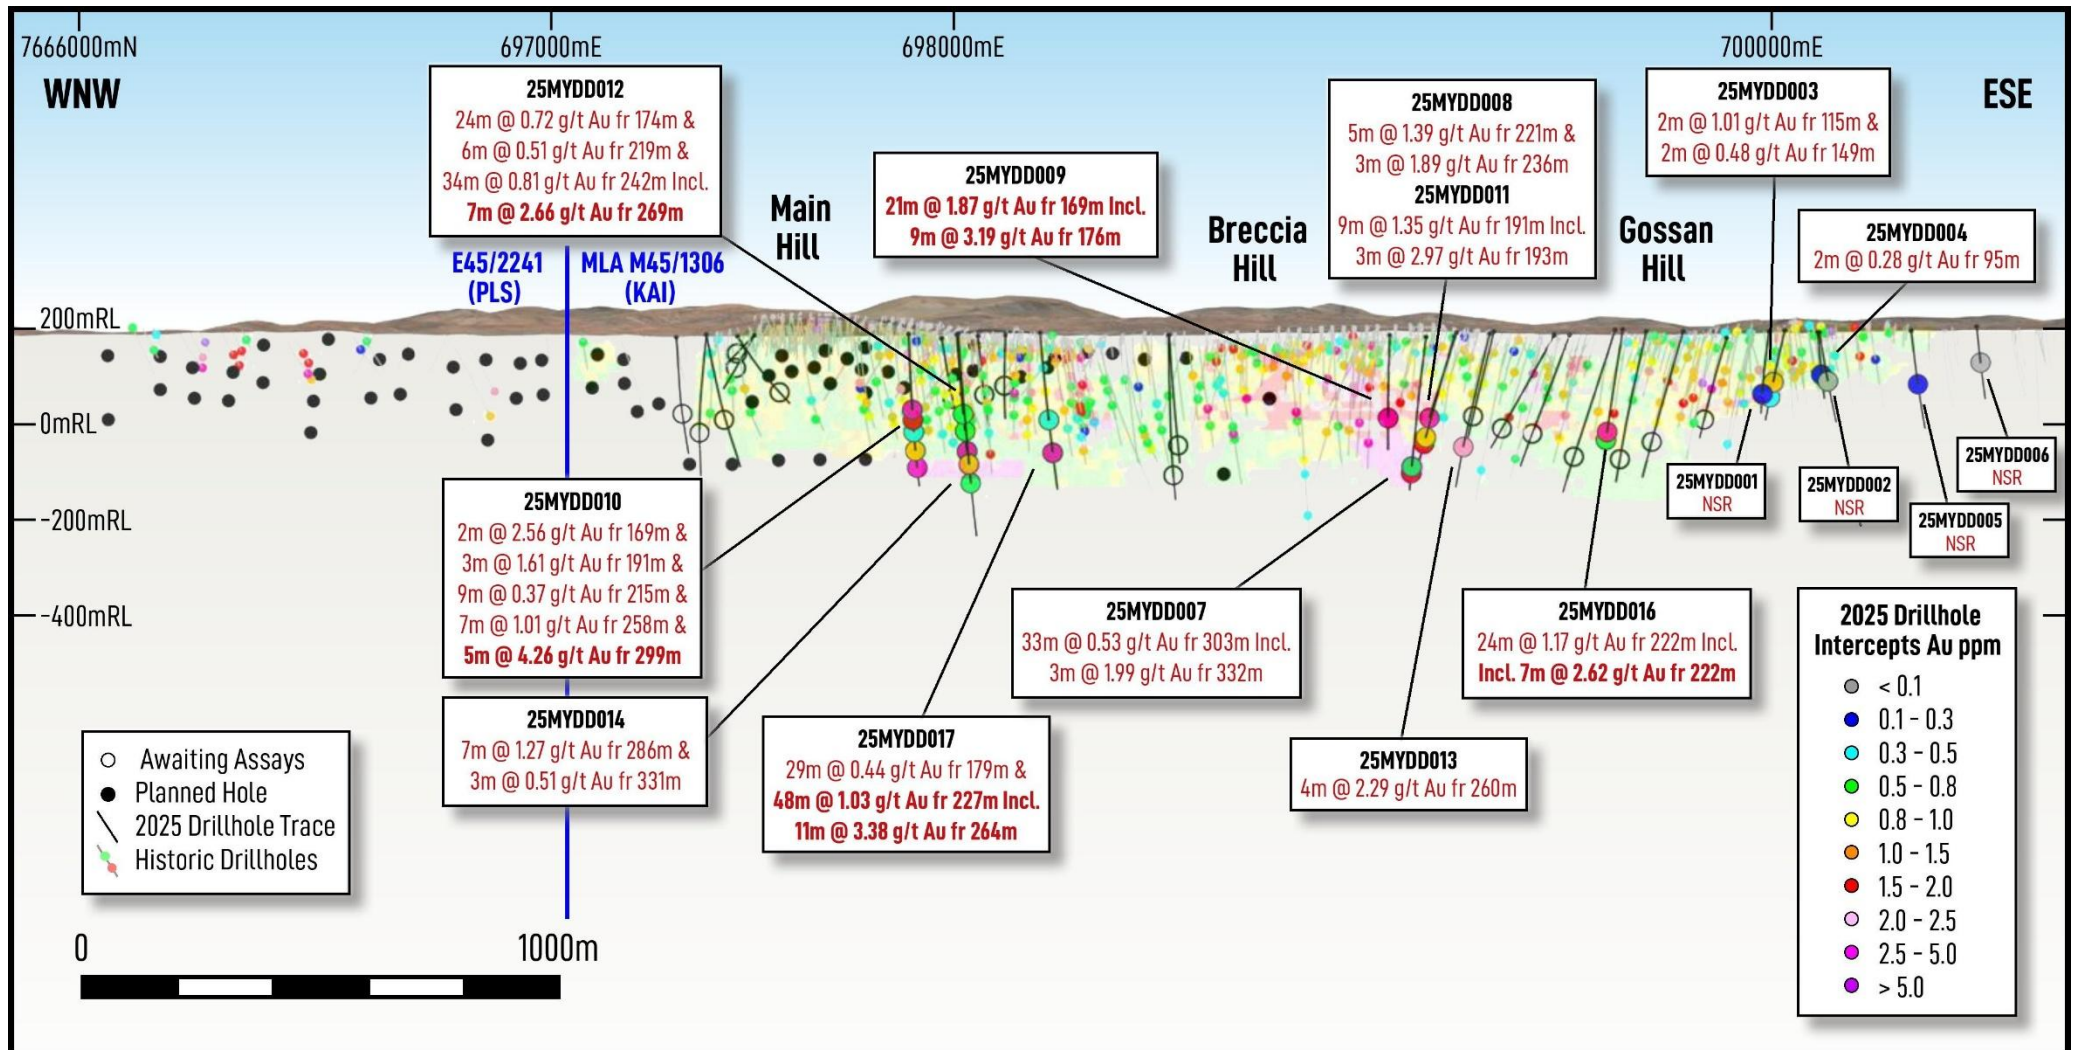 7666000mN
697000mE
698000mE
700000mE
WNW
ESE
25MYDD012
24m @ 0.72 g/t Au fr 174m &
6m @ 0.51 g/t Au fr 219m &
34m @ 0.81 g/t Au fr 242m Incl.
7m @ 2.66 g/t Au fr 269m
Main
Hill
25MYDD009
21m @ 1.87 g/t Au fr 169m Incl.
9m @ 3.19 g/t Au fr 176m
Breccia
Hill
25MYDD008
5m @ 1.39 g/t Au fr 221m &
3m @ 1.89 g/t Au fr 236m
25MYDD011
9m @ 1.35 g/t Au fr 191m Incl.
3m @ 2.97 g/t Au fr 193m
Gossan
Hill
25MYDD003
2m @ 1.01 g/t Au fr 115m &
2m @ 0.48 g/t Au fr 149m
25MYDD004
2m @ 0.28 g/t Au fr 95m
E45/2241
(PLS)
MLA M45/1306
(KAI)
200mRL
0mRL
-200mRL
-400mRL
25MYDD010
2m @ 2.56 g/t Au fr 169m &
3m @ 1.61 g/t Au fr 191m &
9m @ 0.37 g/t Au fr 215m &
7m @ 1.01 g/t Au fr 258m &
5m @ 4.26 g/t Au fr 299m
25MYDD014
7m @ 1.27 g/t Au fr 286m &
3m @ 0.51 g/t Au fr 331m
25MYDD017
29m @ 0.44 g/t Au fr 179m &
48m @ 1.03 g/t Au fr 227m Incl.
11m @ 3.38 g/t Au fr 264m
25MYDD007
33m @ 0.53 g/t Au fr 303m Incl.
3m @ 1.99 g/t Au fr 332m
25MYDD013
4m @ 2.29 g/t Au fr 260m
25MYDD016
24m @ 1.17 g/t Au fr 222m Incl.
Incl. 7m @ 2.62 g/t Au fr 222m
25MYDD001
NSR
25MYDD002
NSR
25MYDD005
NSR
25MYDD006
NSR
Awaiting Assays
Planned Hole
2025 Drillhole Trace
Historic Drillholes
0
1000m
2025 Drillhole
Intercepts Au ppm
< 0.1
0.1 - 0.3
0.3 - 0.5
0.5 - 0.8
0.8 - 1.0
1.0 - 1.5
1.5 - 2.0
2.0 - 2.5
2.5 - 5.0
> 5.0